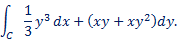 ∫_C 1/3 y³ dx + (xy + xy²)dy.